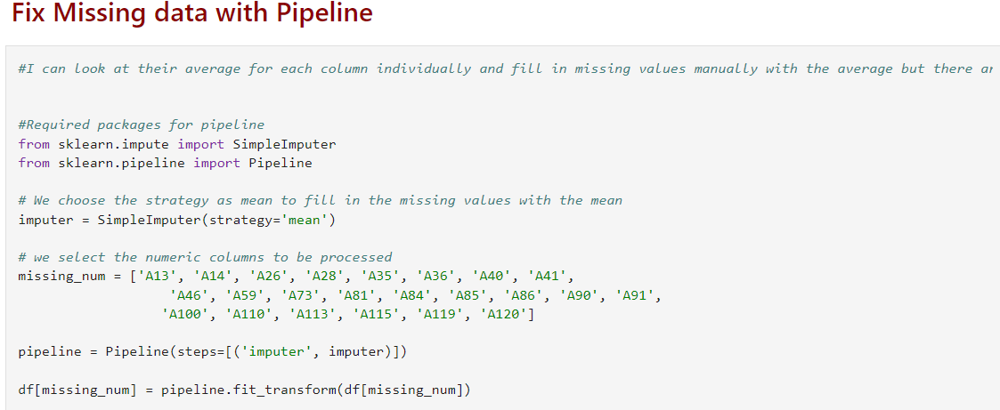 Fix Missing data with Pipeline
#I can look at their average for each column individually and fill in missing values manually with the average but there
#Required packages for pipeline
from sklearn.impute import SimpleImputer
from sklearn.pipeline import Pipeline
# We choose the strategy as mean to fill in the missing values with the mean
imputer = SimpleImputer(strategy='mean')
# we select the numeric columns to be processed
missing_num = ['A13', 'A14', 'A26', 'A28', 'A35', 'A36', 'A40', 'A41',
'A46', 'A59', 'A73', 'A81', 'A84', 'A85', 'A86', 'A90', 'A91',
'A100', 'A110', 'A113', 'A115', 'A119', 'A120']
pipeline = Pipeline(steps=[('imputer', imputer)])
df[missing_num] = pipeline.fit_transform(df[missing_num])